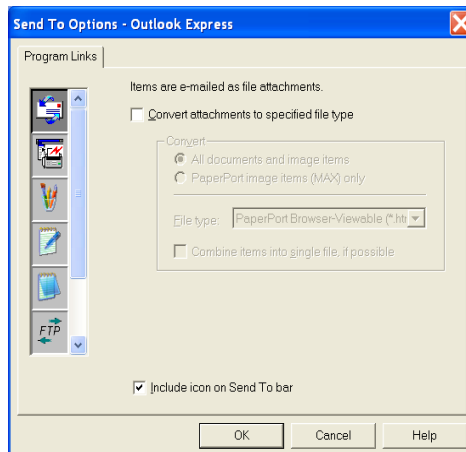 Send To Options - Outlook Express
Program Links
Items are e-mailed as file attachments.
Convert attachments to specified file type
Convert
All documents and image items
PaperPort image items (MAX) only
File type: PaperPort Browser-Viewable (*.htm
Combine items into single file, if possible
FTP
Include icon on Send To bar
OK Cancel Help